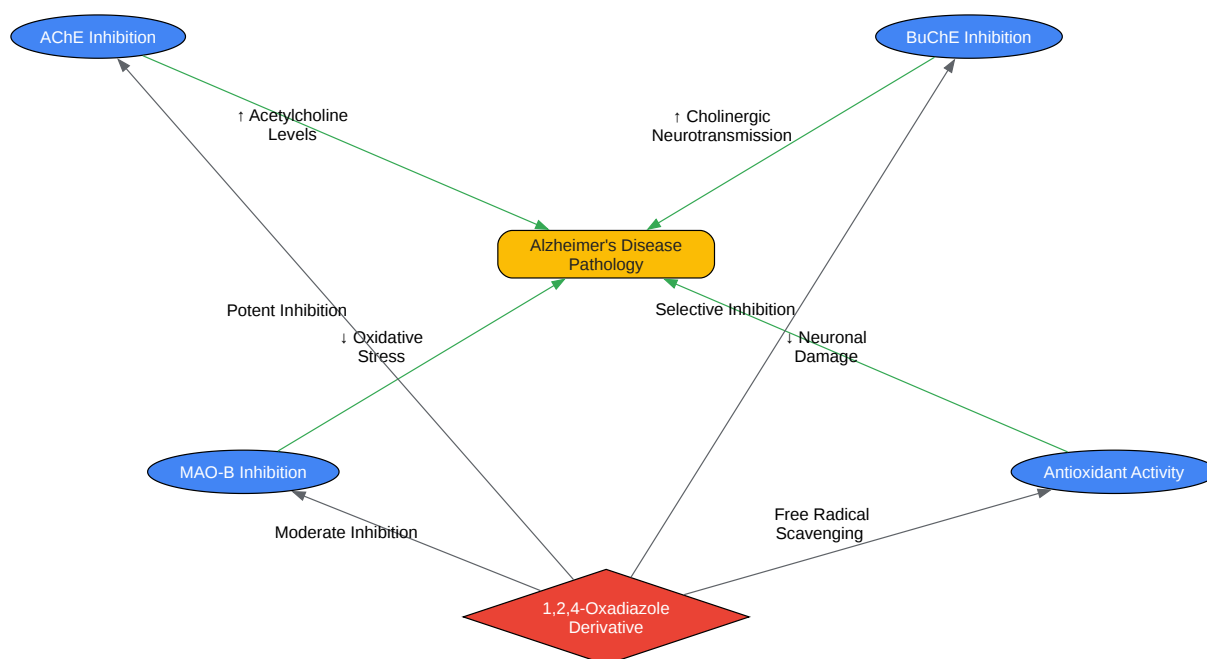 AChE Inhibition
BuChE Inhibition
↑ Acetylcholine
Levels
↑ Cholinergic
Neurotransmission
Alzheimer's Disease
Pathology
Potent Inhibition
Selective Inhibition
↓ Oxidative
Stress
↓ Neuronal
Damage
MAO-B Inhibition
Antioxidant Activity
Moderate Inhibition
Free Radical
Scavenging
1,2,4-Oxadiazole
Derivative